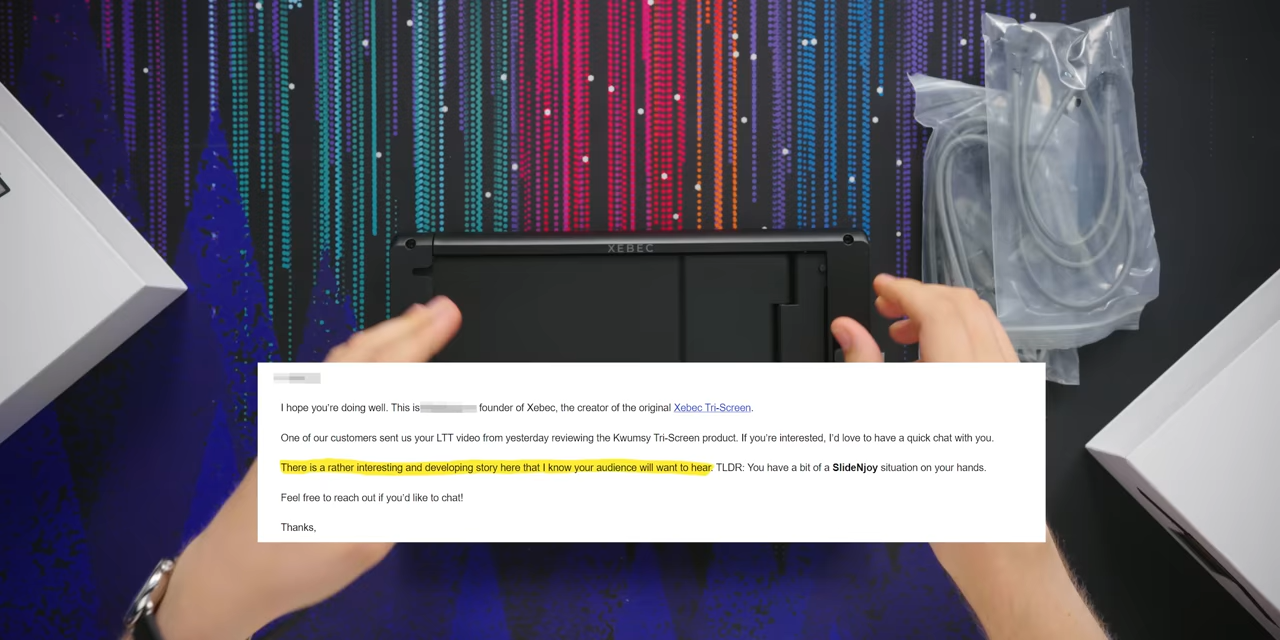 XEBEC
I hope you're doing well. This is founder of Xebec, the creator of the original Xebec Tri-Screen.
One of our customers sent us your LTT video from yesterday reviewing the Kwumsy Tri-Screen product. If you're interested, I'd love to have a quick chat with you.
There is a rather interesting and developing story here that I know your audience will want to hear. TLDR: You have a bit of a SlideNjoy situation on your hands.
Feel free to reach out if you'd like to chat!
Thanks,